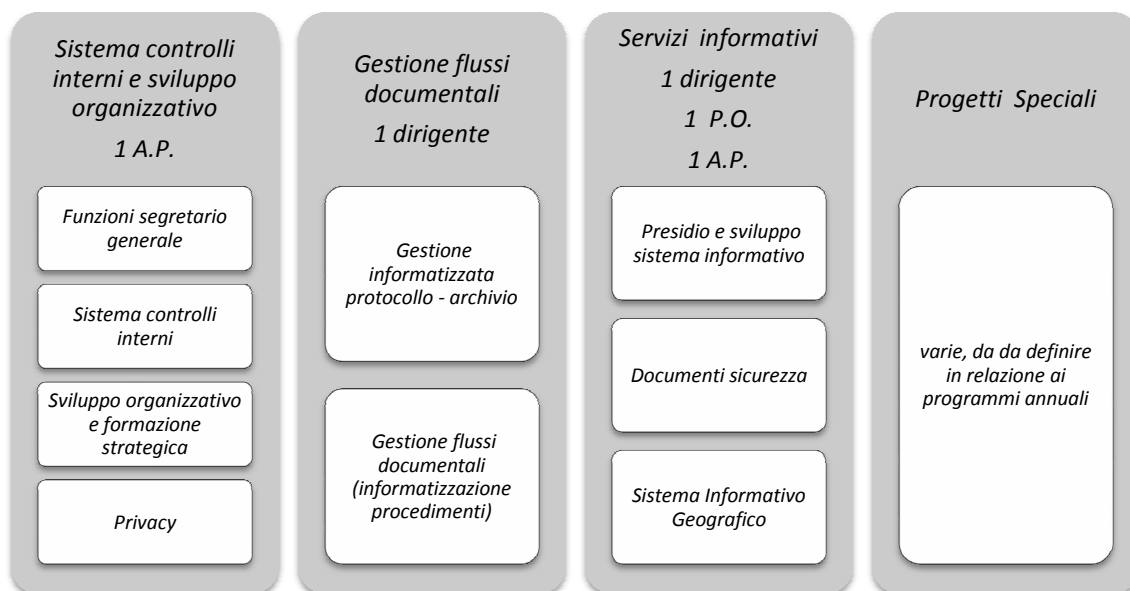 Sistema controlli
interni e sviluppo
organizzativo
1 A.P.
Funzioni segretario
generale
Sistema controlli
interni
Sviluppo organizzativo
e formazione
strategica
Privacy
Gestione flussi
documentali
1 dirigente
Gestione
informatizzata
protocollo - archivio
Gestione flussi
documentali
(informatizzazione
procedimenti)
Servizi informativi
1 dirigente
1 P.O.
1 A.P.
Presidio e sviluppo
sistema informativo
Documenti sicurezza
Sistema Informativo
Geografico
Progetti Speciali
varie, da da definire
in relazione ai
programmi annuali